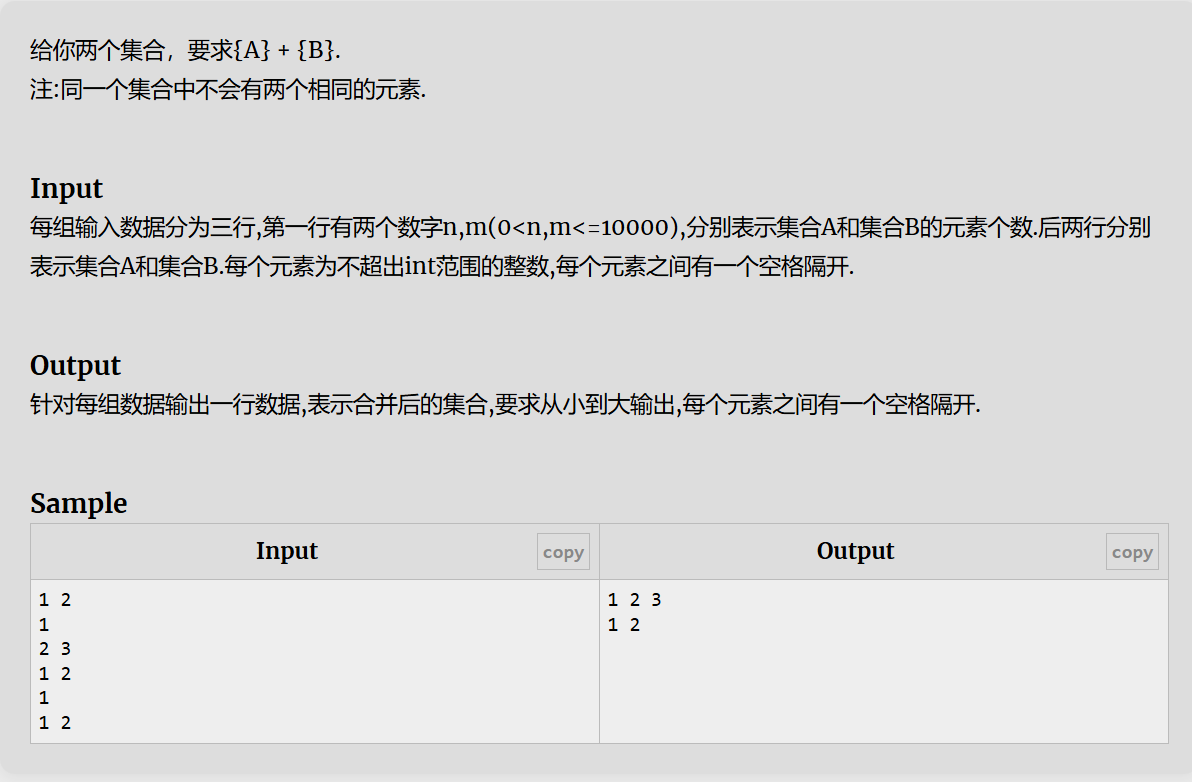 给你两个集合，要求{A} + {B}.
注:同一个集合中不会有两个相同的元素.
Input
每组输入数据分为三行,第一行有两个数字n,m(0<n,m<=10000),分别表示集合A和集合B的元素个数.后两行分别
表示集合A和集合B.每个元素为不超出int范围的整数,每个元素之间有一个空格隔开.
Output
针对每组数据输出一行数据,表示合并后的集合,要求从小到大输出,每个元素之间有一个空格隔开.
Sample
Input copy Output copy
1 2
1
2 3
1 2
1
1 2
1 2 3
1 2